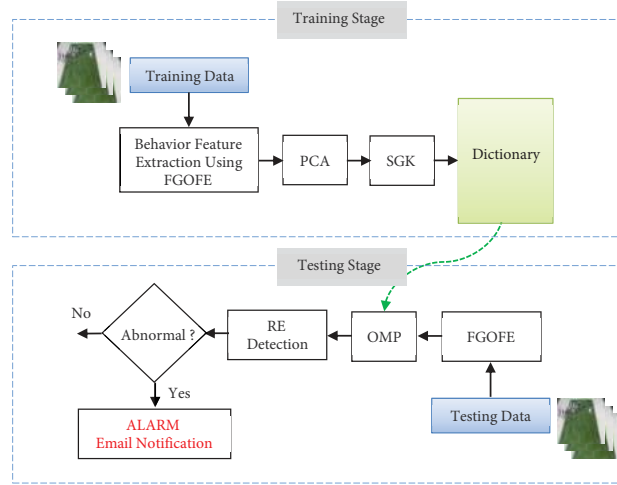 Training Stage
Training Data
Behavior Feature
Extraction Using
FGOFE
PCA
SGK
Dictionary
Testing Stage
No
Abnormal ?
RE
Detection
OMP
FGOFE
Yes
ALARM
Email Notification
Testing Data